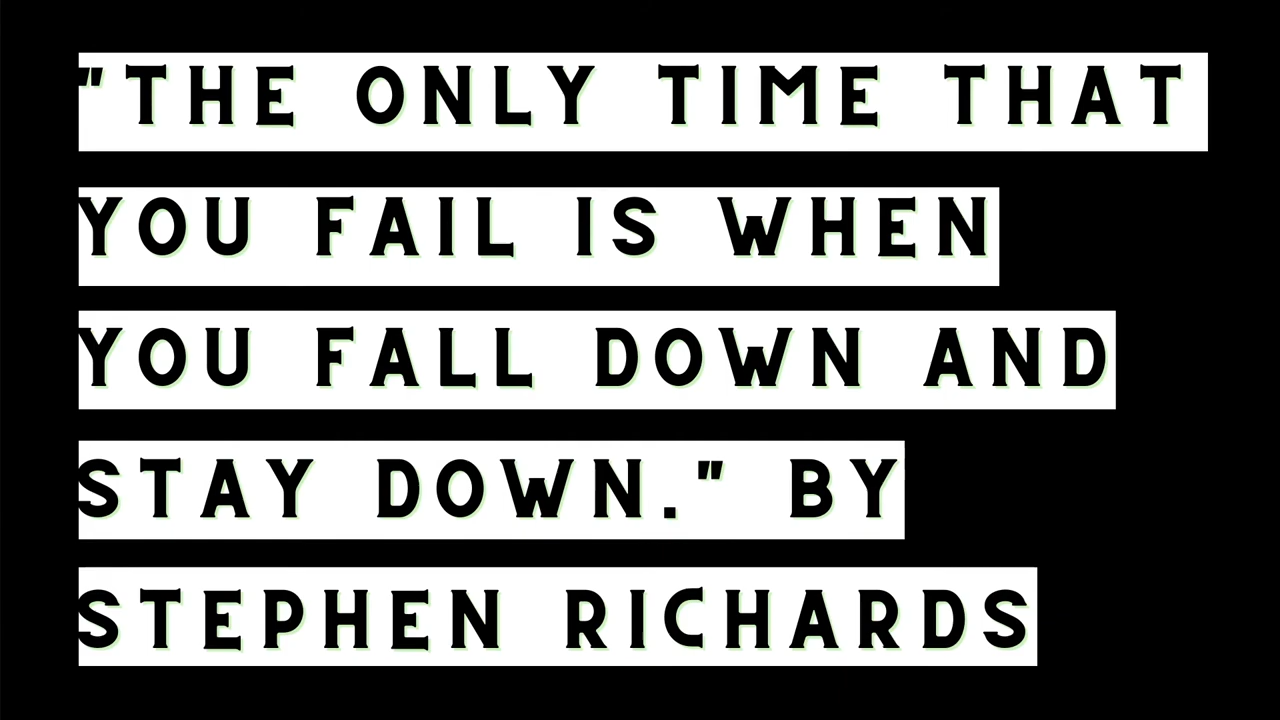 "THE ONLY TIME THAT
YOU FAIL IS WHEN
YOU FALL DOWN AND
STAY DOWN." BY
STEPHEN RICHARDS